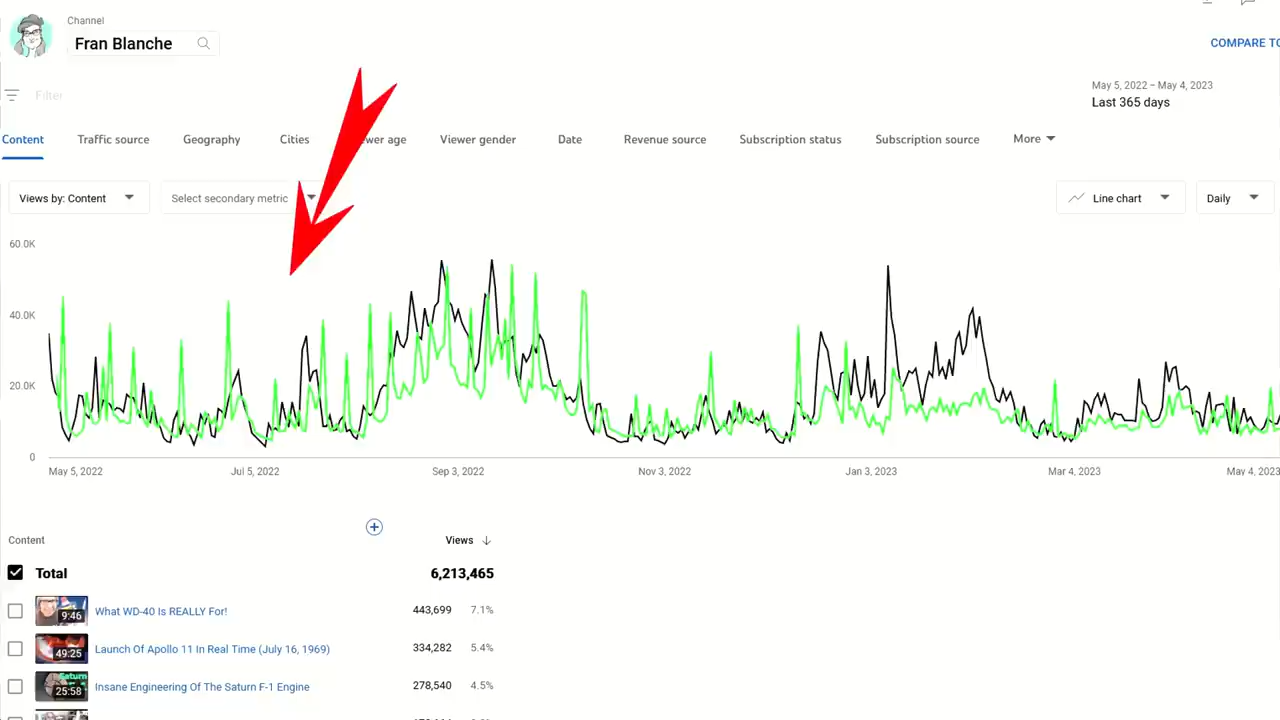 Channel
Fran Blanche
COMPARE TO
Filter
May 5, 2022 – May 4, 2023
Last 365 days
Content Traffic source Geography Cities wer age Viewer gender Date Revenue source Subscription status Subscription source More
Views by: Content Select secondary metric Line chart Daily
60.0K
40.0K
20.0K
0
May 5, 2022 Jul 5, 2022 Sep 3, 2022 Nov 3, 2022 Jan 3, 2023 Mar 4, 2023 May 4, 2023
Content Views
Total 6,213,465
9:46 What WD-40 Is REALLY For! 443,699 7.1%
49:25 Launch Of Apollo 11 In Real Time (July 16, 1969) 334,282 5.4%
Saturn
25:58 Insane Engineering Of The Saturn F-1 Engine 278,540 4.5%